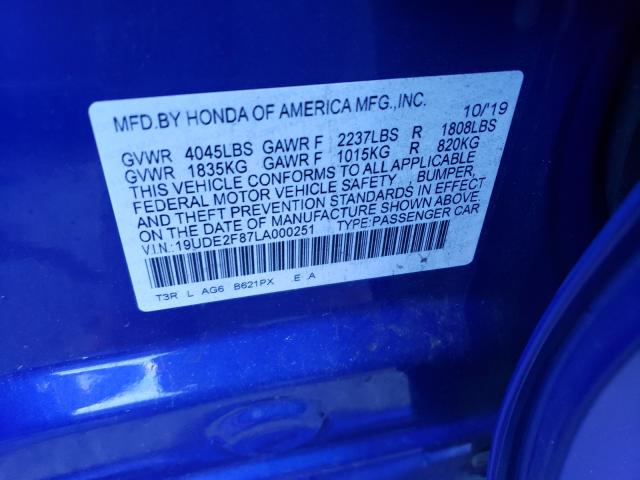 MFD.BY HONDA OF AMERICA MFG.,INC. 10/'19
GVWR 4045LBS GAWR F 2237LBS R 1808LBS
GVWR 1835KG GAWR F 1015KG R 820KG
THIS VEHICLE CONFORMS TO ALL APPLICABLE
FEDERAL MOTOR VEHICLE SAFETY , BUMPER,
AND THEFT PREVENTION STANDARDS IN EFFECT
ON THE DATE OF MANUFACTURE SHOWN ABOVE.
V.I.N.:19UDE2F87LA000251 TYPE:PASSENGER CAR
T3R L AG6 B621PX .E .A